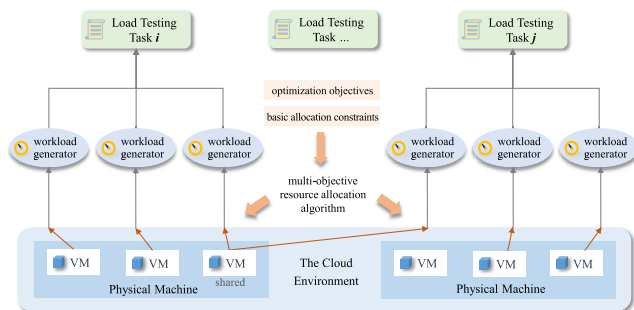 Load Testing
Task i
Load Testing
Task ...
Load Testing
Task j
optimization objectives
basic allocation constraints
workload
generator
workload
generator
workload
generator
workload
generator
workload
generator
workload
generator
multi-objective
resource allocation
algorithm
VM
VM
VM
shared
Physical Machine
The Cloud
Environment
VM
VM
VM
Physical Machine